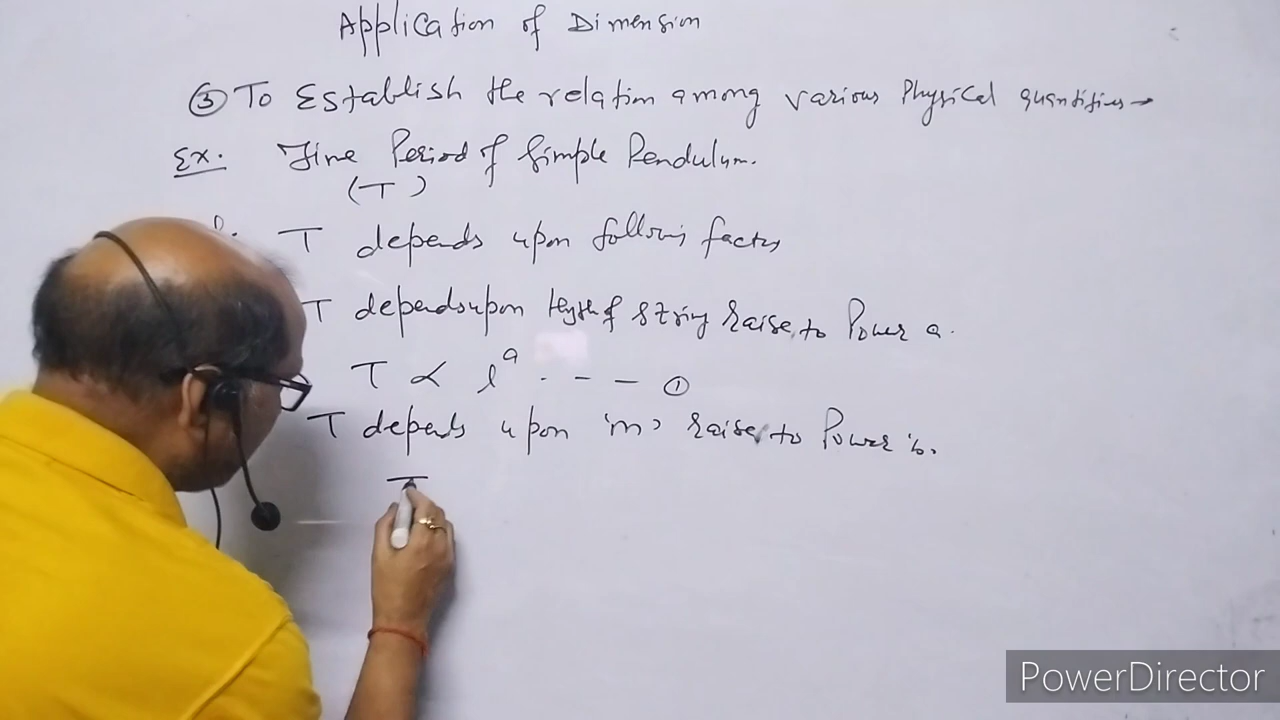 Application of Dimension
③ To Establish the relation among various Physical quantities →
Ex. Time Period of Simple Pendulum.
(T)
T depends upon following factors
T depends upon length of string raise to Power a.
T ∝ l^a - - - ①
T depends upon 'm' raise to Power 'b.
T
PowerDirector